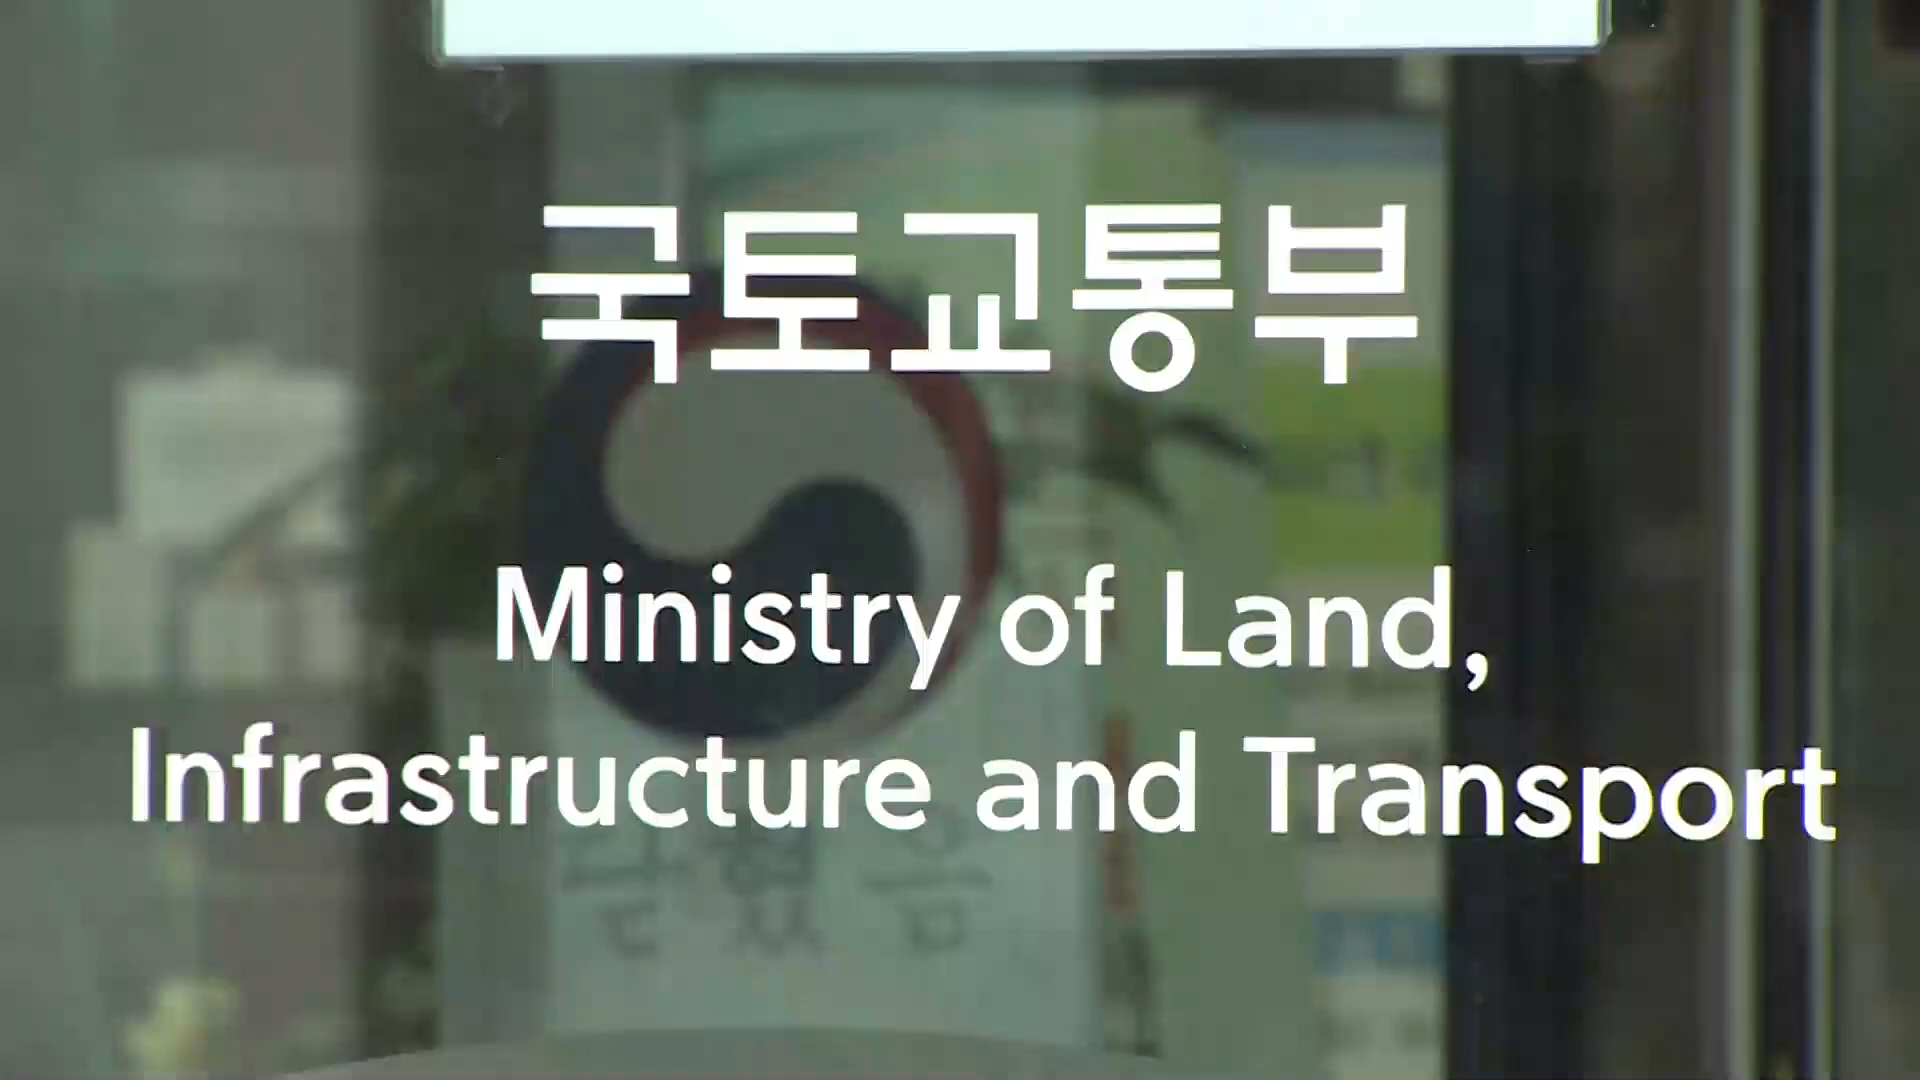 국토교통부
Ministry of Land,
Infrastructure and Transport